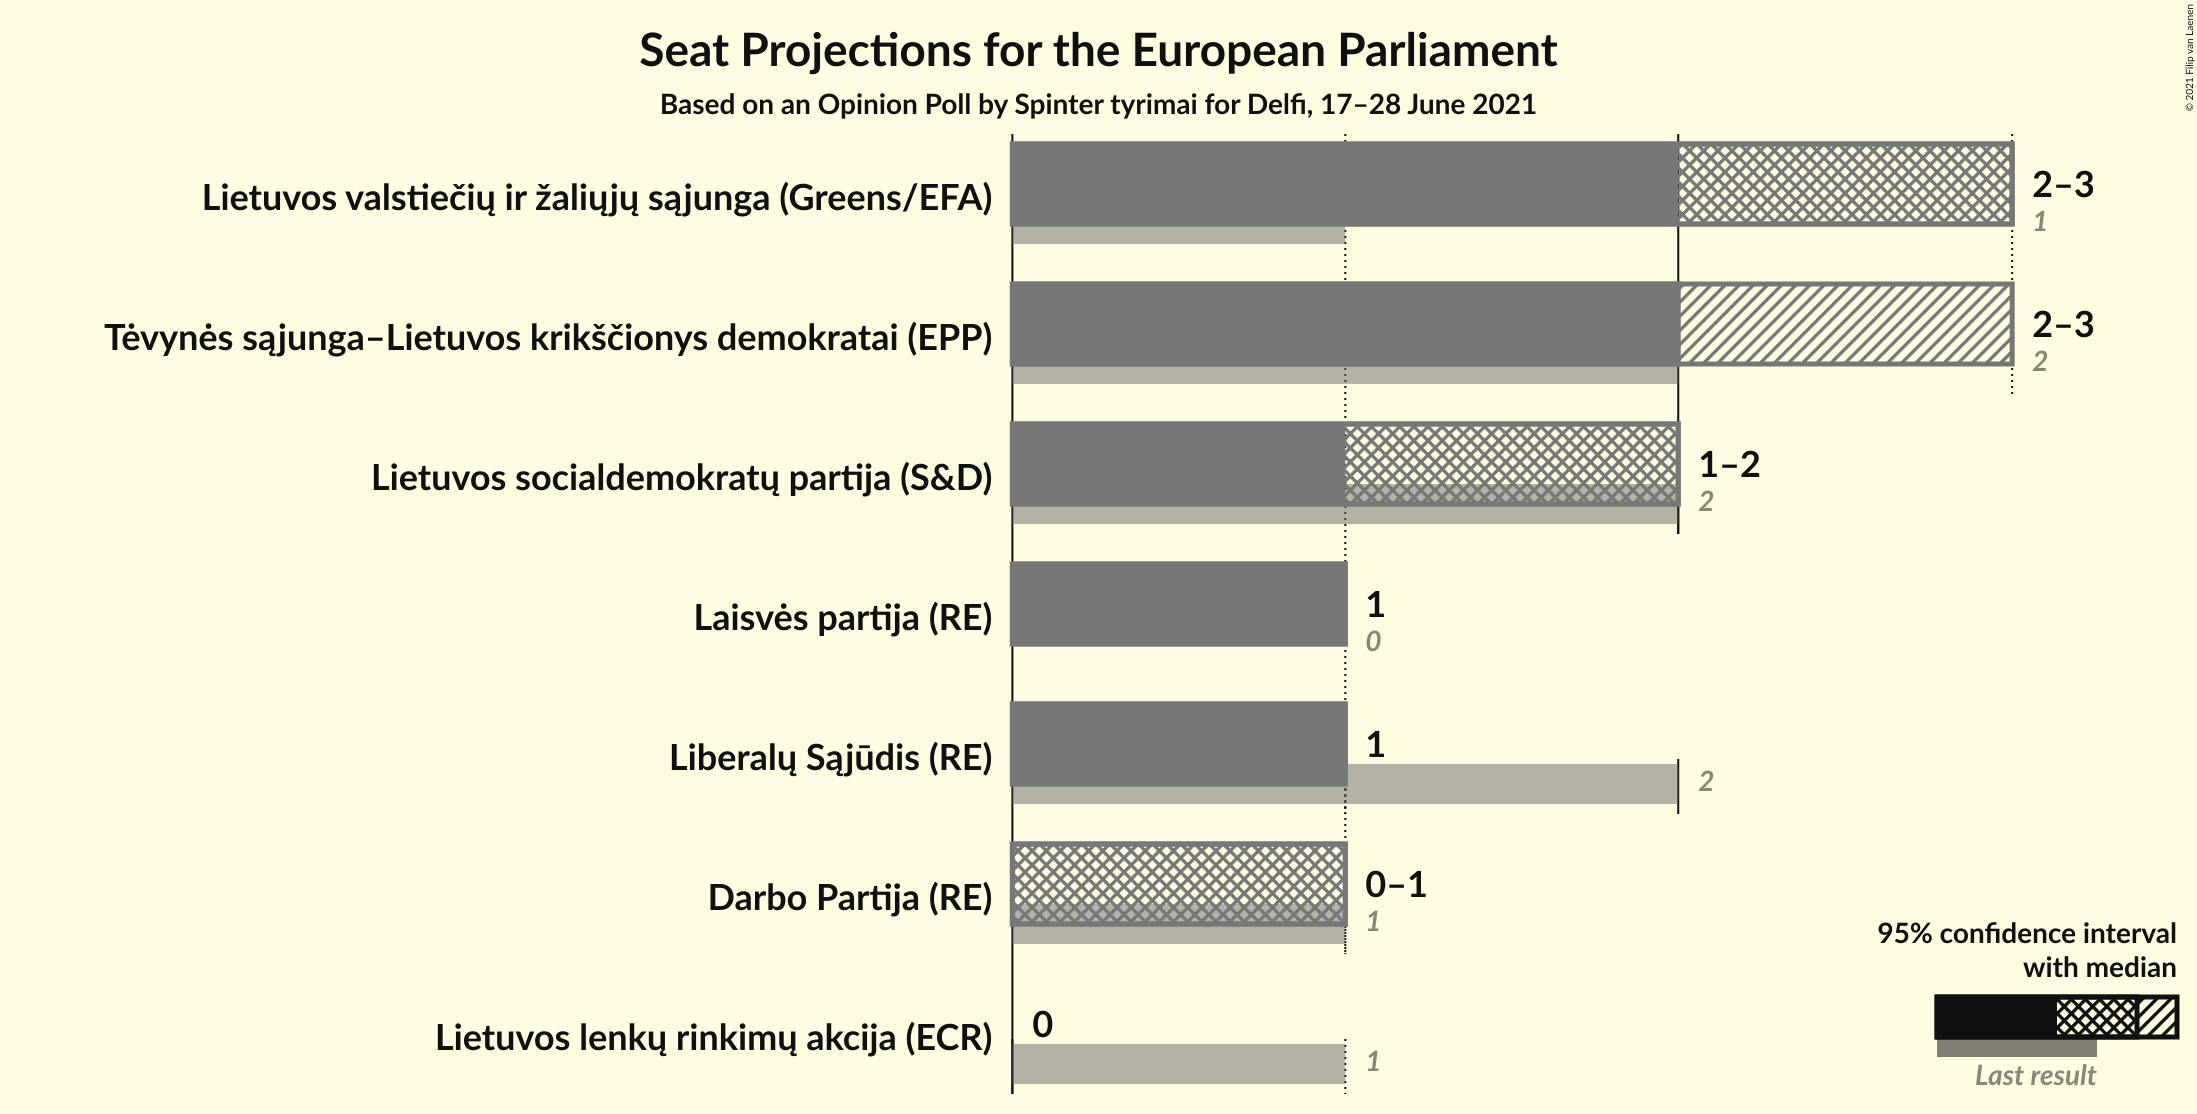 Seat Projections for the European Parliament
Based on an Opinion Poll by Spinter tyrimai for Delfi, 17–28 June 2021
© 2021 Filip van Laenen
Lietuvos valstiečių ir žaliųjų sąjunga (Greens/EFA)
2–3
1
Tėvynės sąjunga–Lietuvos krikščionys demokratai (EPP)
2–3
2
Lietuvos socialdemokratų partija (S&D)
1–2
2
Laisvės partija (RE)
1
0
Liberalų Sąjūdis (RE)
1
2
Darbo Partija (RE)
0–1
1
Lietuvos lenkų rinkimų akcija (ECR)
0
1
95% confidence interval
with median
Last result